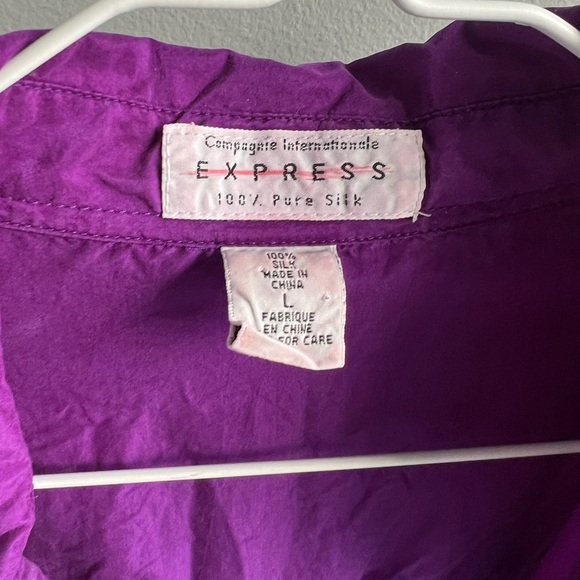 Compagnie Internationale
EXPRESS
100% Pure Silk
100%
SILK
MADE IN
CHINA
L
FABRIQUE
EN CHINE
FOR CARE